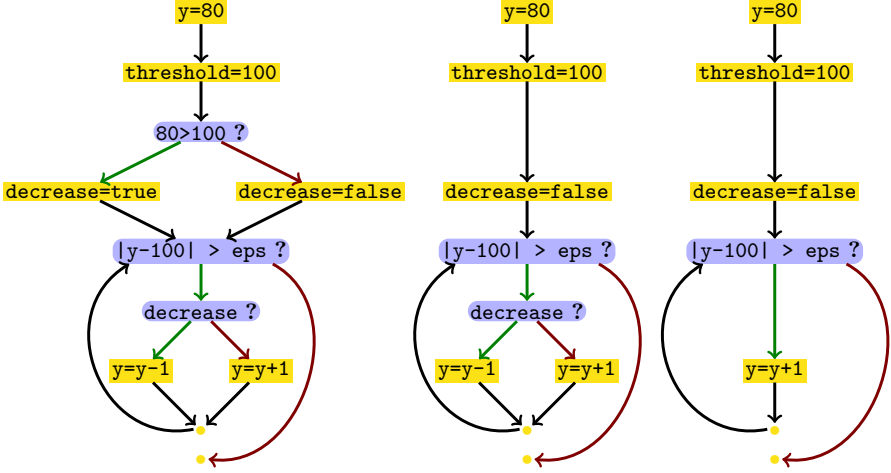 y=80
threshold=100
80>100 ?
decrease=true
decrease=false
|y-100| > eps ?
decrease ?
y=y-1
y=y+1
y=80
threshold=100
decrease=false
|y-100| > eps ?
decrease ?
y=y-1
y=y+1
y=80
threshold=100
decrease=false
|y-100| > eps ?
y=y+1